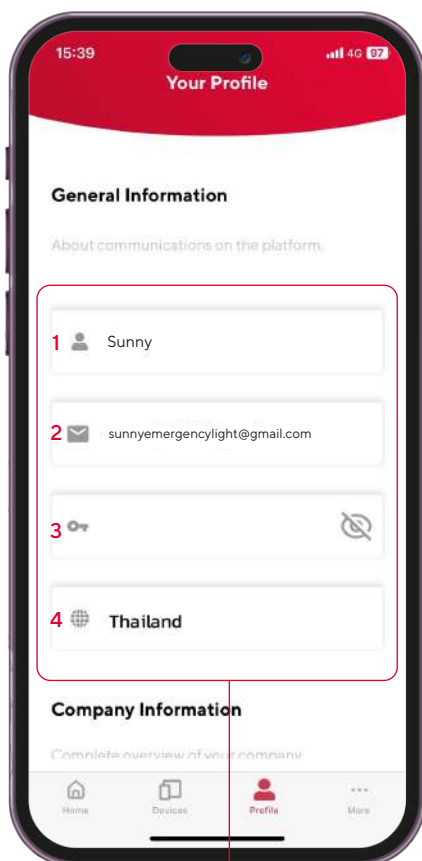 15:39
4G 97
Your Profile
General Information
About communications on the platform.
1 Sunny
2 sunnyemergencylight@gmail.com
3
4 Thailand
Company Information
Complete overview of your company
Home Devices Profile More